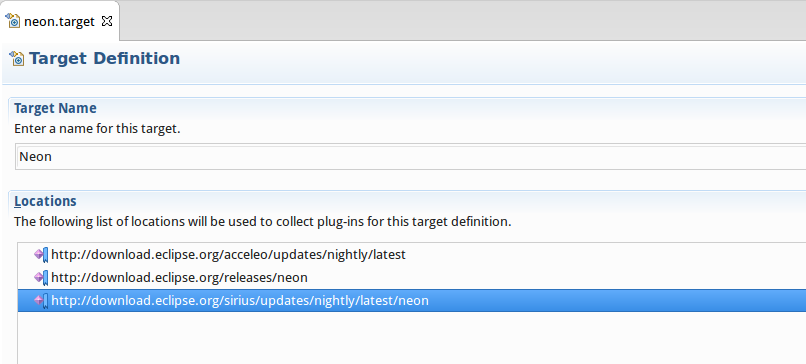 neon.target
Target Definition
Target Name
Enter a name for this target.
Neon
Locations
The following list of locations will be used to collect plug-ins for this target definition.
http://download.eclipse.org/acceleo/updates/nightly/latest
http://download.eclipse.org/releases/neon
http://download.eclipse.org/sirius/updates/nightly/latest/neon